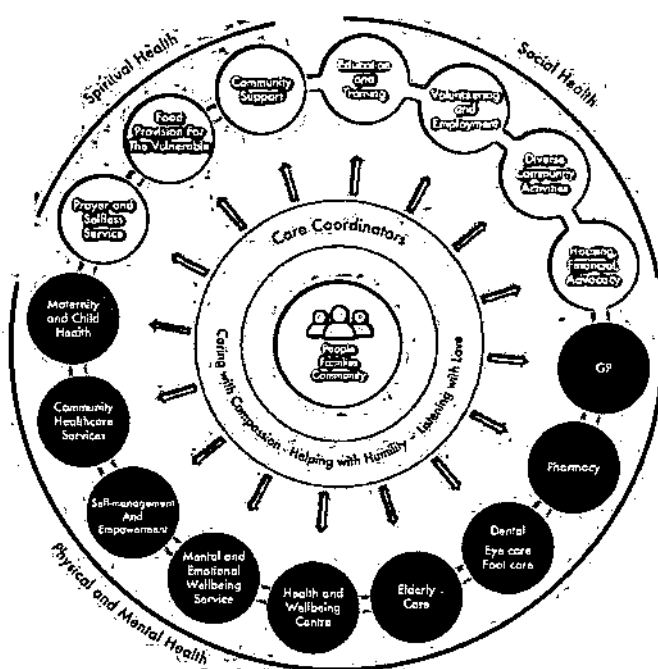 Spiritual Health
Social Health
Community
Support
Education
and
Training
Volunteering
and
Employment
Diverse
Community
Activities
Housing,
Financial,
Advocacy
Food
Provision For
The Vulnerable
Prayer and
Selfless
Service
Maternity
and Child
Health
Community
Healthcare
Services
Self-management
And
Empowerment
Mental and
Emotional
Wellbeing
Service
Health and
Wellbeing
Centre
Elderly -
Care
Dental
Eye care
Foot care
Pharmacy
GP
Care Coordinators
People
Families
Community
Caring with Compassion - Helping with Humility - Listening with Love
Physical and Mental Health